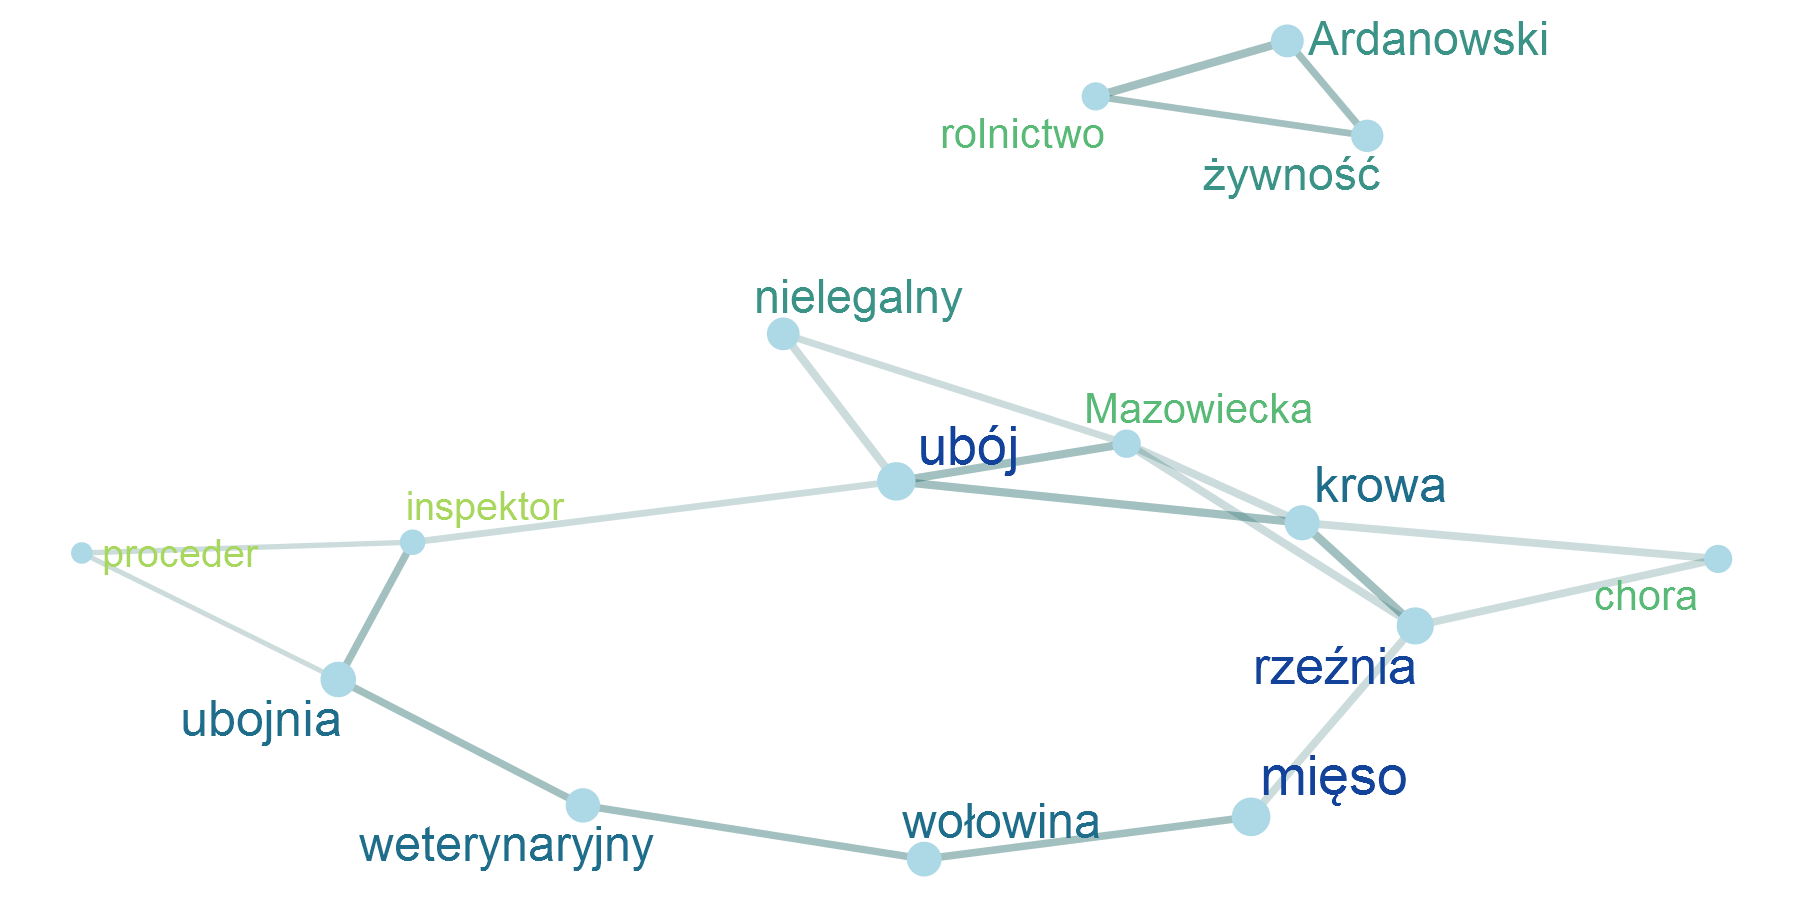 Ardanowski
rolnictwo
żywność
nielegalny
Mazowiecka
ubój
krowa
inspektor
proceder
chora
rzeźnia
ubojnia
mięso
wołowina
weterynaryjny